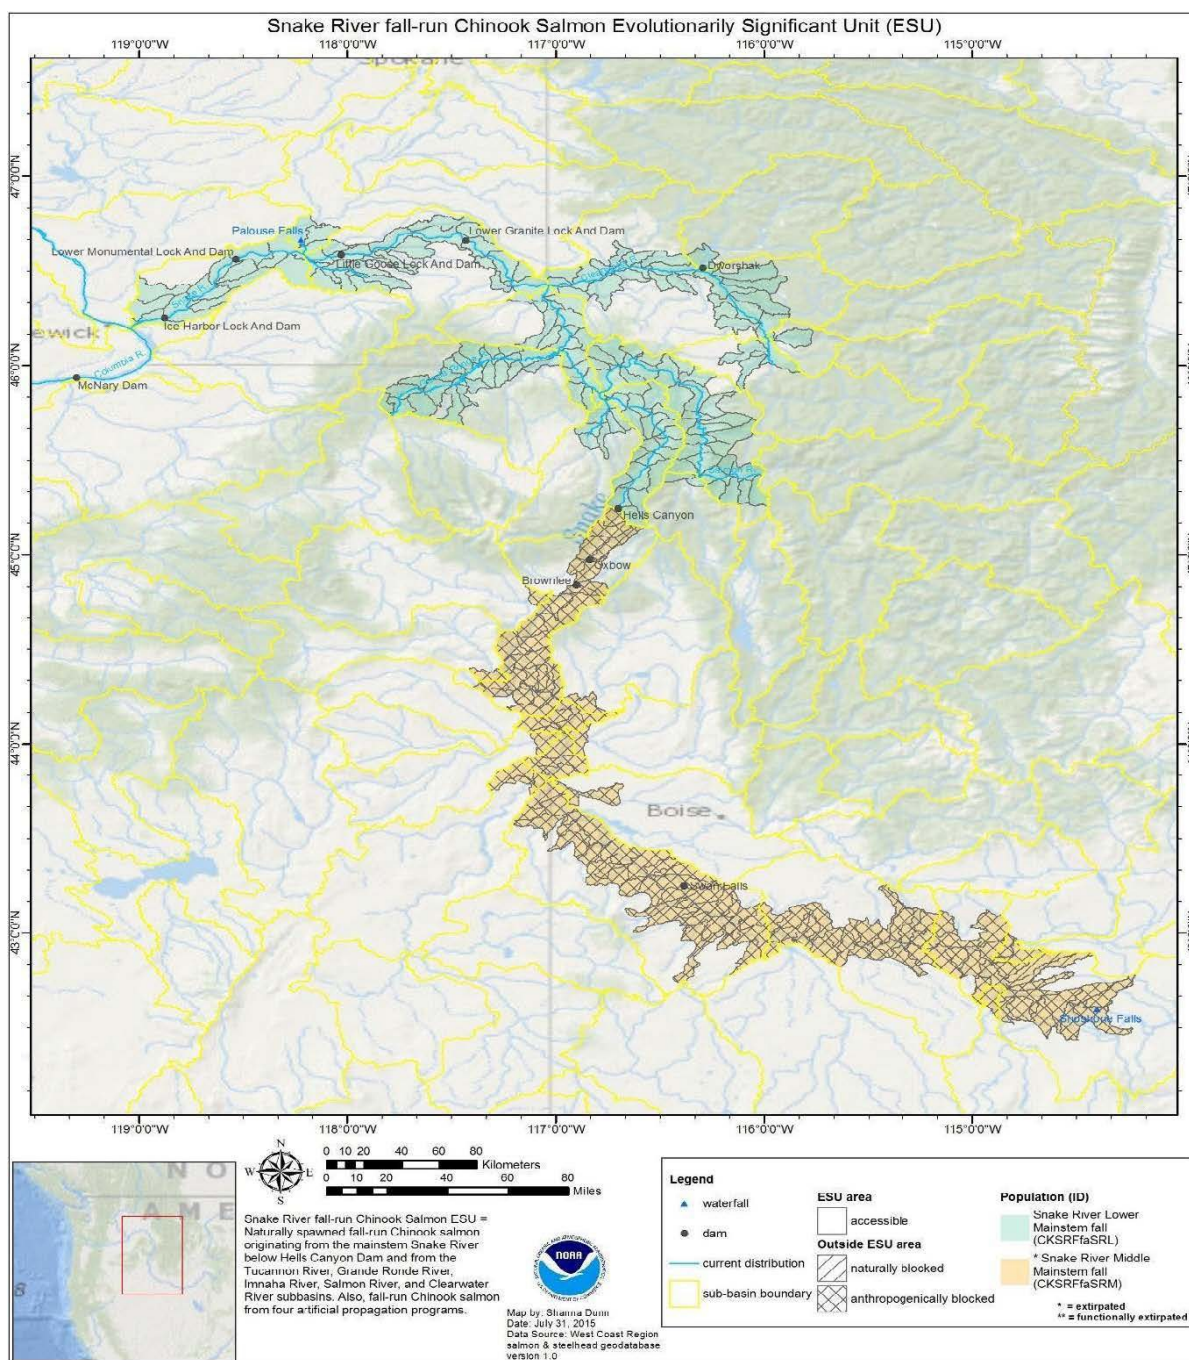 Snake River fall-run Chinook Salmon Evolutionarily Significant Unit (ESU)
119°0'0"W 118°0'0"W 117°0'0"W 116°0'0"W 115°0'0"W
Spokane
47°0'0"N
Palouse Falls
Lower Granite Lock And Dam
Lower Monumental Lock And Dam
Little Goose Lock And Dam
Dworshak
Snake R.
Ice Harbor Lock And Dam
ewick
Columbia R.
46°0'0"N
McNary Dam
Snake
Hells Canyon
45°0'0"N
Oxbow
Brownlee
44°0'0"N
Boise
Swan Falls
43°0'0"N
Shoshone Falls
119°0'0"W 118°0'0"W 117°0'0"W 116°0'0"W 115°0'0"W
N
W E
S
0 10 20 40 60 80
Kilometers
0 10 20 40 60 80
Miles
N O
A M E
8
Snake River fall-run Chinook Salmon ESU =
Naturally spawned fall-run Chinook salmon
originating from the mainstem Snake River
below Hells Canyon Dam and from the
Tucannon River, Grande Ronde River,
Imnaha River, Salmon River, and Clearwater
River subbasins. Also, fall-run Chinook salmon
from four artificial propagation programs.
NOAA
Map by: Shanna Dunn
Date: July 31, 2015
Data Source: West Coast Region
salmon & steelhead geodatabase
version 1.0
Legend
waterfall
dam
current distribution
sub-basin boundary
ESU area
accessible
Outside ESU area
naturally blocked
anthropogenically blocked
Population (ID)
Snake River Lower
Mainstem fall
(CKSRFfaSRL)
* Snake River Middle
Mainstem fall
(CKSRFfaSRM)
* = extirpated
** = functionally extirpated